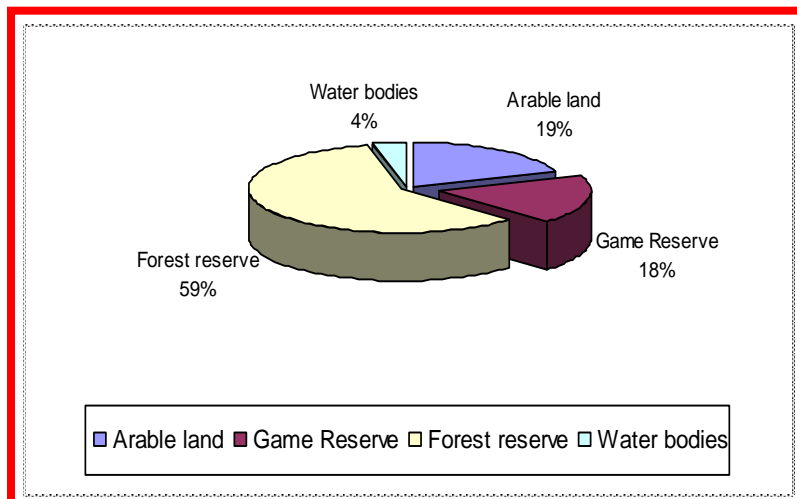 Water bodies
4%
Arable land
19%
Game Reserve
18%
Forest reserve
59%
Arable land Game Reserve Forest reserve Water bodies